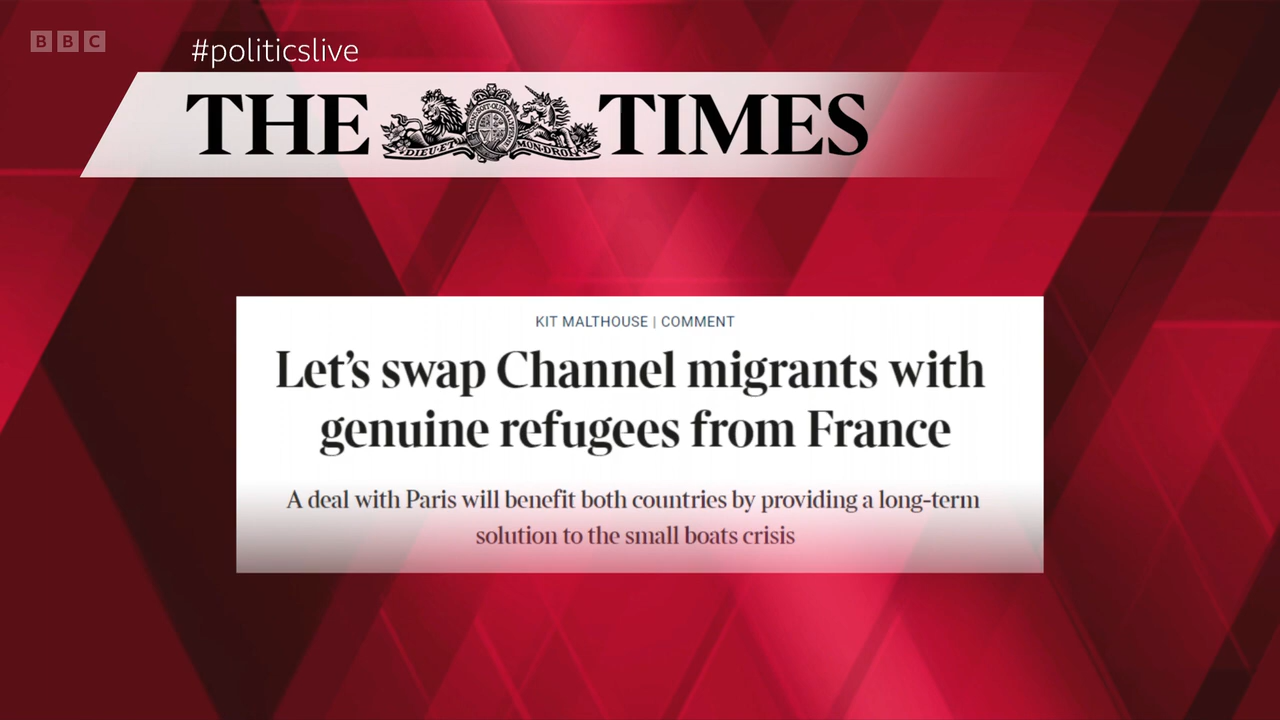 BBC
#politicslive
THE TIMES
DIEU·ET MON·DROIT
KIT MALTHOUSE | COMMENT
Let’s swap Channel migrants with
genuine refugees from France
A deal with Paris will benefit both countries by providing a long-term
solution to the small boats crisis